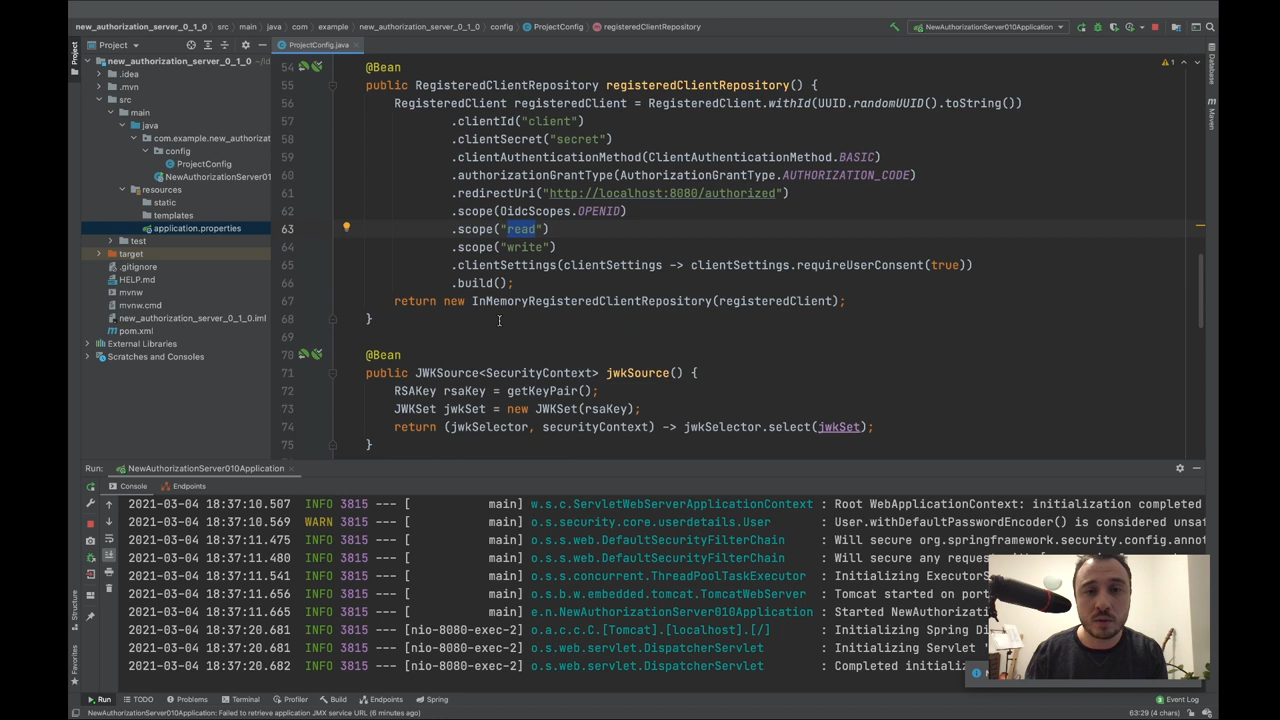 new_authorization_server_0_1_0 › src › main › java › com › example › new_authorization_server_0_1_0 › config › ProjectConfig › registeredClientRepository
NewAuthorizationServer010Application
Project
ProjectConfig.java
new_authorization_server_0_1_0 ~/Id
.idea
.mvn
src
main
java
com.example.new_authorizat
config
ProjectConfig
NewAuthorizationServer01
resources
static
templates
application.properties
test
target
.gitignore
HELP.md
mvnw
mvnw.cmd
new_authorization_server_0_1_0.iml
pom.xml
External Libraries
Scratches and Consoles
Project
Structure
Favorites
Database
Maven
1
54 @Bean
55 public RegisteredClientRepository registeredClientRepository() {
56 RegisteredClient registeredClient = RegisteredClient.withId(UUID.randomUUID().toString())
57 .clientId("client")
58 .clientSecret("secret")
59 .clientAuthenticationMethod(ClientAuthenticationMethod.BASIC)
60 .authorizationGrantType(AuthorizationGrantType.AUTHORIZATION_CODE)
61 .redirectUri("http://localhost:8080/authorized")
62 .scope(OidcScopes.OPENID)
63 .scope("read")
64 .scope("write")
65 .clientSettings(clientSettings -> clientSettings.requireUserConsent(true))
66 .build();
67 return new InMemoryRegisteredClientRepository(registeredClient);
68 }
69
70 @Bean
71 public JWKSource<SecurityContext> jwkSource() {
72 RSAKey rsaKey = getKeyPair();
73 JWKSet jwkSet = new JWKSet(rsaKey);
74 return (jwkSelector, securityContext) -> jwkSelector.select(jwkSet);
75 }
Run: NewAuthorizationServer010Application
Console Endpoints
2021-03-04 18:37:10.507 INFO 3815 --- [ main] w.s.c.ServletWebServerApplicationContext : Root WebApplicationContext: initialization completed
2021-03-04 18:37:10.569 WARN 3815 --- [ main] o.s.security.core.userdetails.User : User.withDefaultPasswordEncoder() is considered unsa
2021-03-04 18:37:11.475 INFO 3815 --- [ main] o.s.s.web.DefaultSecurityFilterChain : Will secure org.springframework.security.config.anno
2021-03-04 18:37:11.480 INFO 3815 --- [ main] o.s.s.web.DefaultSecurityFilterChain : Will secure any request
2021-03-04 18:37:11.541 INFO 3815 --- [ main] o.s.s.concurrent.ThreadPoolTaskExecutor : Initializing ExecutorS
2021-03-04 18:37:11.656 INFO 3815 --- [ main] o.s.b.w.embedded.tomcat.TomcatWebServer : Tomcat started on port
2021-03-04 18:37:11.665 INFO 3815 --- [ main] e.n.NewAuthorizationServer010Application : Started NewAuthorizati
2021-03-04 18:37:20.681 INFO 3815 --- [nio-8080-exec-2] o.a.c.c.C.[Tomcat].[localhost].[/] : Initializing Spring Di
2021-03-04 18:37:20.681 INFO 3815 --- [nio-8080-exec-2] o.s.web.servlet.DispatcherServlet : Initializing Servlet '
2021-03-04 18:37:20.682 INFO 3815 --- [nio-8080-exec-2] o.s.web.servlet.DispatcherServlet : Completed initializ
Run TODO Problems Terminal Profiler Build Endpoints Spring Event Log
NewAuthorizationServer010Application: Failed to retrieve application JMX service URL (6 minutes ago) 63:29 (4 chars)